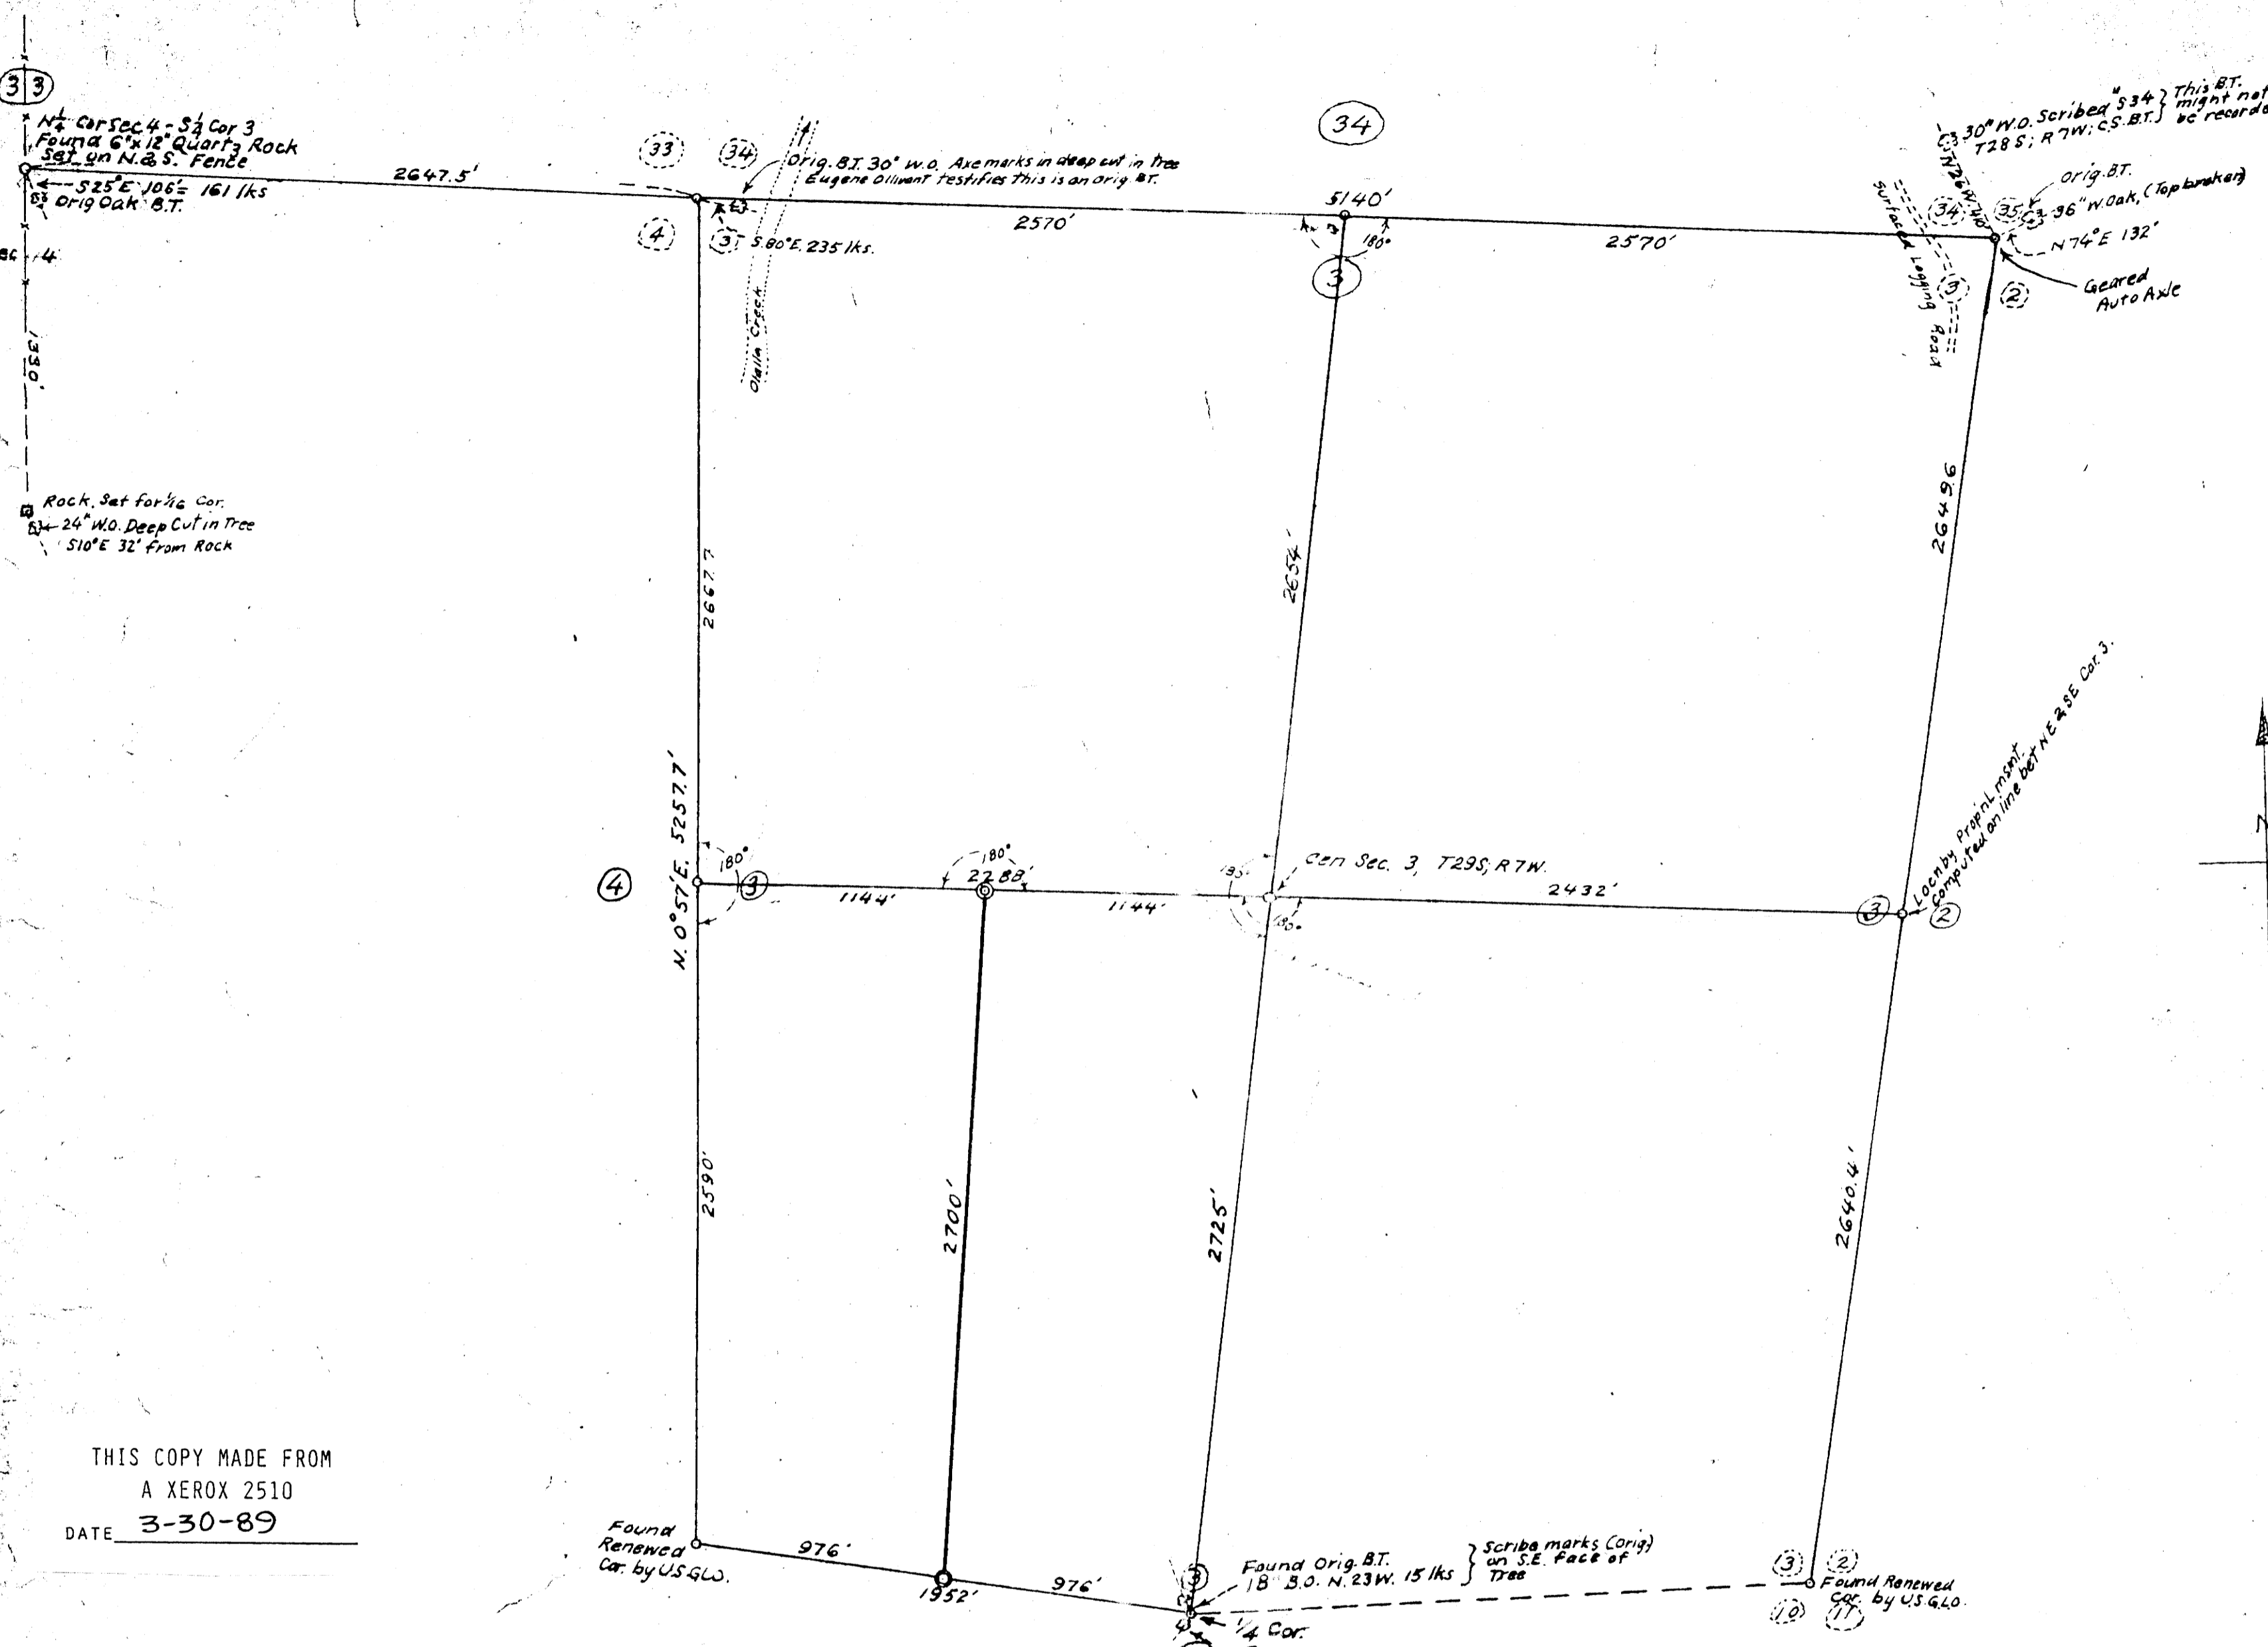 33
N 1/4 Cor Sec 4 - S 1/4 Cor 3
Found 6"x12" Quartz Rock
Set on N. & S. Fence
S25°E 106'= 161 lks
Orig Oak B.T.
2647.5'
33
34
4
3
Orig. B.T. 30" W.O. Axe marks in deep cut in tree
Eugene Ollivant testifies this is an orig. BT.
S.80°E. 235 lks.
Olalla Creek
34
5140'
2570'
180°
2570'
3
30" W.O. Scribed "S34
T28S; R7W; C.S.B.T.
This B.T.
might not
be
N26W
orig. B.T.
36" W.Oak, (Top broken)
N74°E 132'
34
35
3
2
Geared
Auto Axle
Surfaced Logging Road
4
1330'
Rock, Set for 1/16 Cor.
24" W.O. Deep Cut in Tree
S10°E 32' from Rock
2667.7
2654'
2649.6
N. 0°57'E. 5257.7'
4
180°
3
180°
2288'
1144'
1144'
Cen Sec. 3, T29S; R7W.
180°
2432'
3
2
Locn by Propnl. msmt.
Computed on line bet NE & SE Cor. 3.
2590'
2700'
2725'
2640.4'
THIS COPY MADE FROM
A XEROX 2510
DATE 3-30-89
Found
Renewed
Cor. by U.S.G.L.O.
976'
1952'
976'
3
Found Orig. B.T.
18" B.O. N.23W. 15 lks
Scribe marks (Orig)
on S.E. face of
Tree
1/4 Cor.
3
2
10
11
Found Renewed
Cor. by U.S.G.L.O.